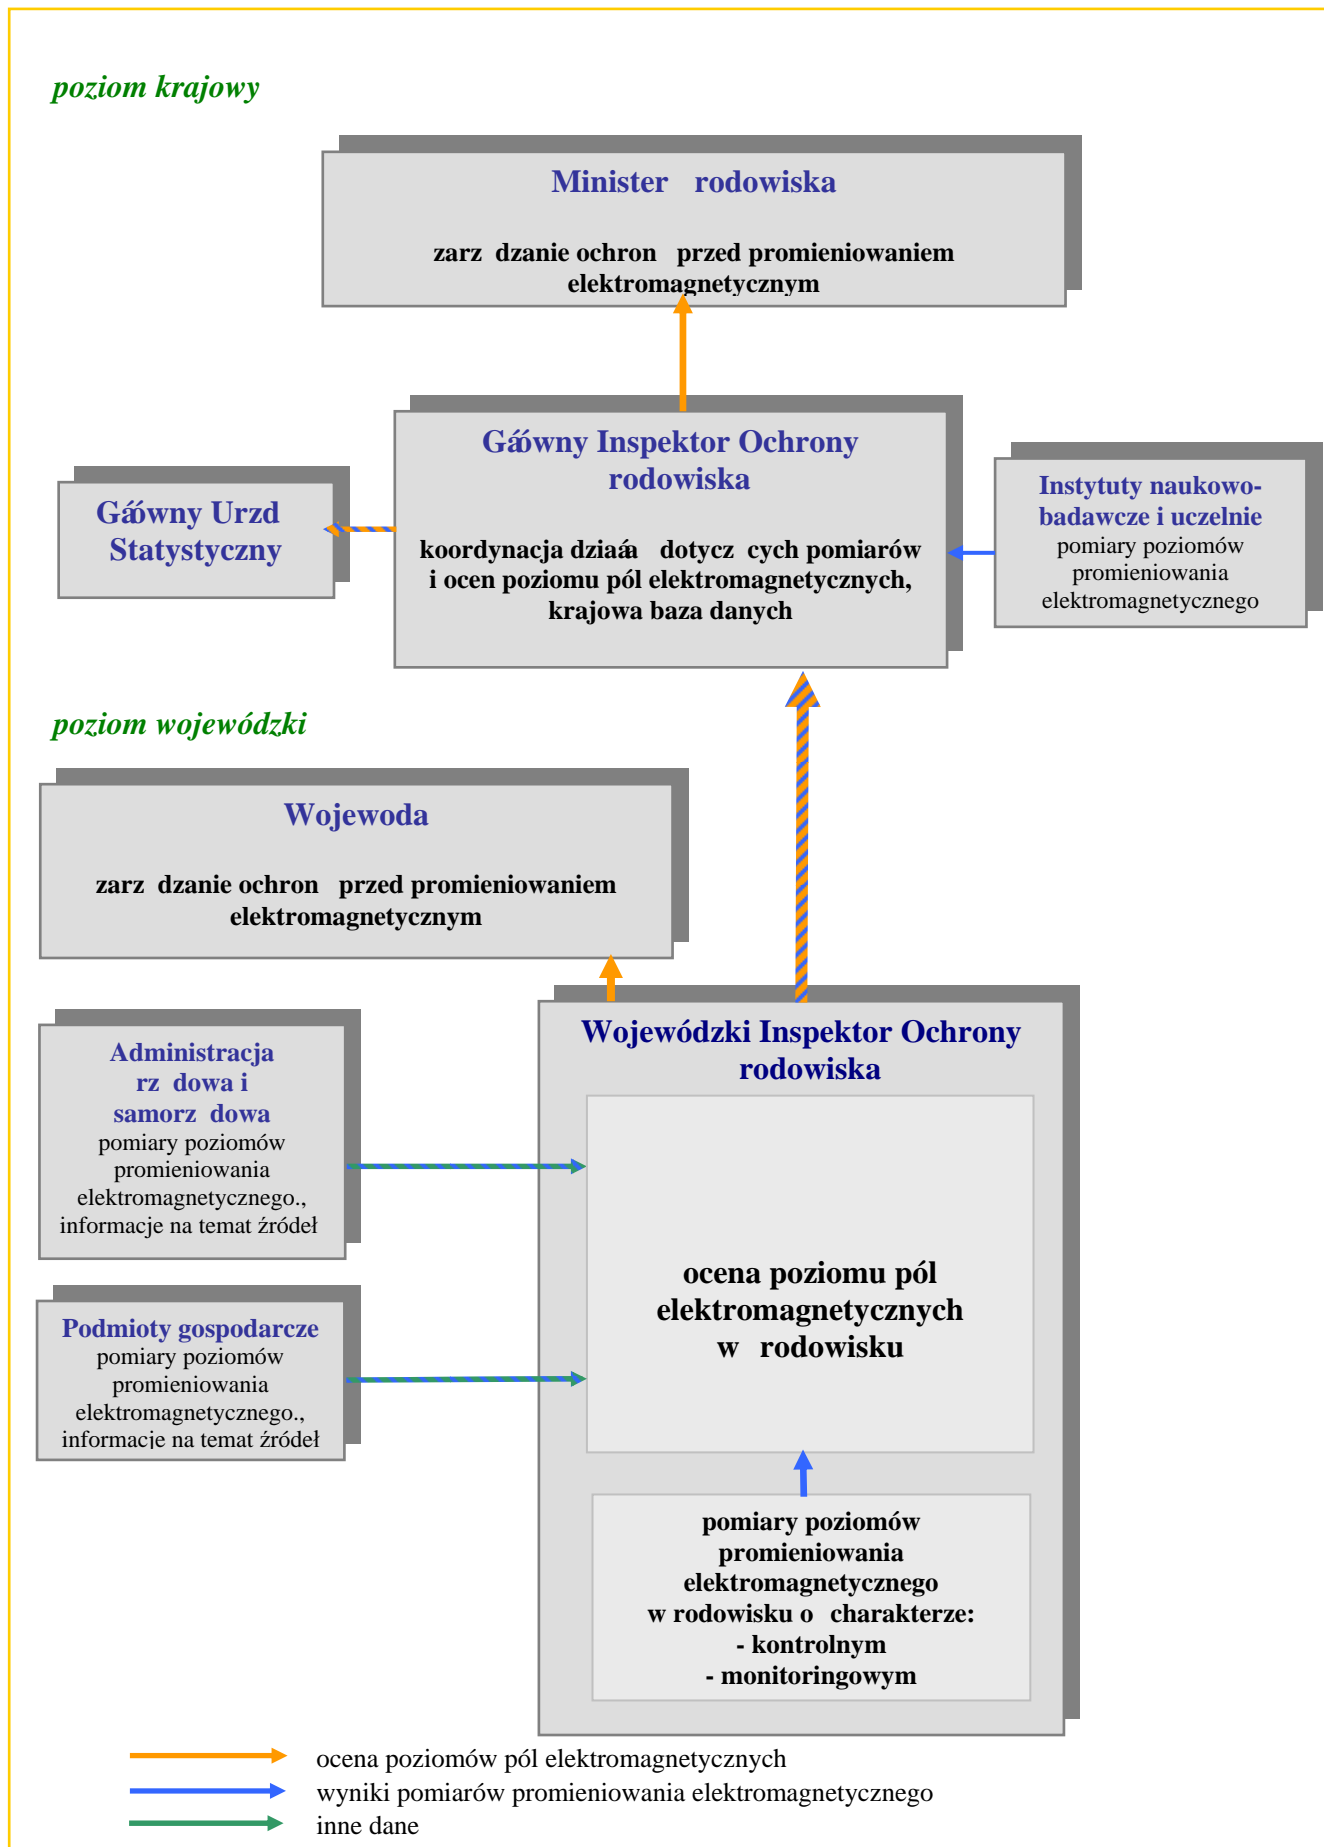 poziom krajowy
Minister rodowiska
zarz dzanie ochron przed promieniowaniem
elektromagnetycznym
Gáówny Inspektor Ochrony
rodowiska
koordynacja dziaáa dotycz cych pomiarów
i ocen poziomu pól elektromagnetycznych,
krajowa baza danych
Gáówny Urzd
Statystyczny
Instytuty naukowo-
badawcze i uczelnie
pomiary poziomów
promieniowania
elektromagnetycznego
poziom wojewódzki
Wojewoda
zarz dzanie ochron przed promieniowaniem
elektromagnetycznym
Wojewódzki Inspektor Ochrony
rodowiska
Administracja
rz dowa i
samorz dowa
pomiary poziomów
promieniowania
elektromagnetycznego.,
informacje na temat źródeł
Podmioty gospodarcze
pomiary poziomów
promieniowania
elektromagnetycznego.,
informacje na temat źródeł
ocena poziomu pól
elektromagnetycznych
w rodowisku
pomiary poziomów
promieniowania
elektromagnetycznego
w rodowisku o charakterze:
- kontrolnym
- monitoringowym
ocena poziomów pól elektromagnetycznych
wyniki pomiarów promieniowania elektromagnetycznego
inne dane